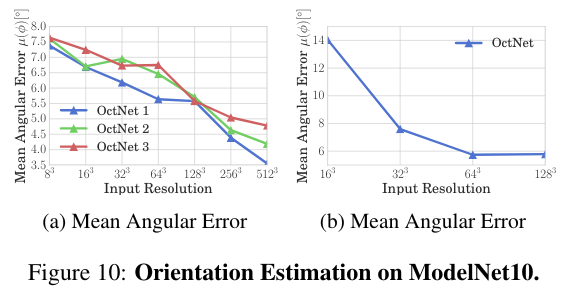 Mean Angular Error μ(ϕ)[°]
8.0
7.5
7.0
6.5
6.0
5.5
5.0
4.5
4.0
3.5
OctNet 1
OctNet 2
OctNet 3
8³ 16³ 32³ 64³ 128³ 256³ 512³
Input Resolution
(a) Mean Angular Error
Mean Angular Error μ(ϕ)[°]
14
12
10
8
6
OctNet
16³ 32³ 64³ 128³
Input Resolution
(b) Mean Angular Error
Figure 10: Orientation Estimation on ModelNet10.